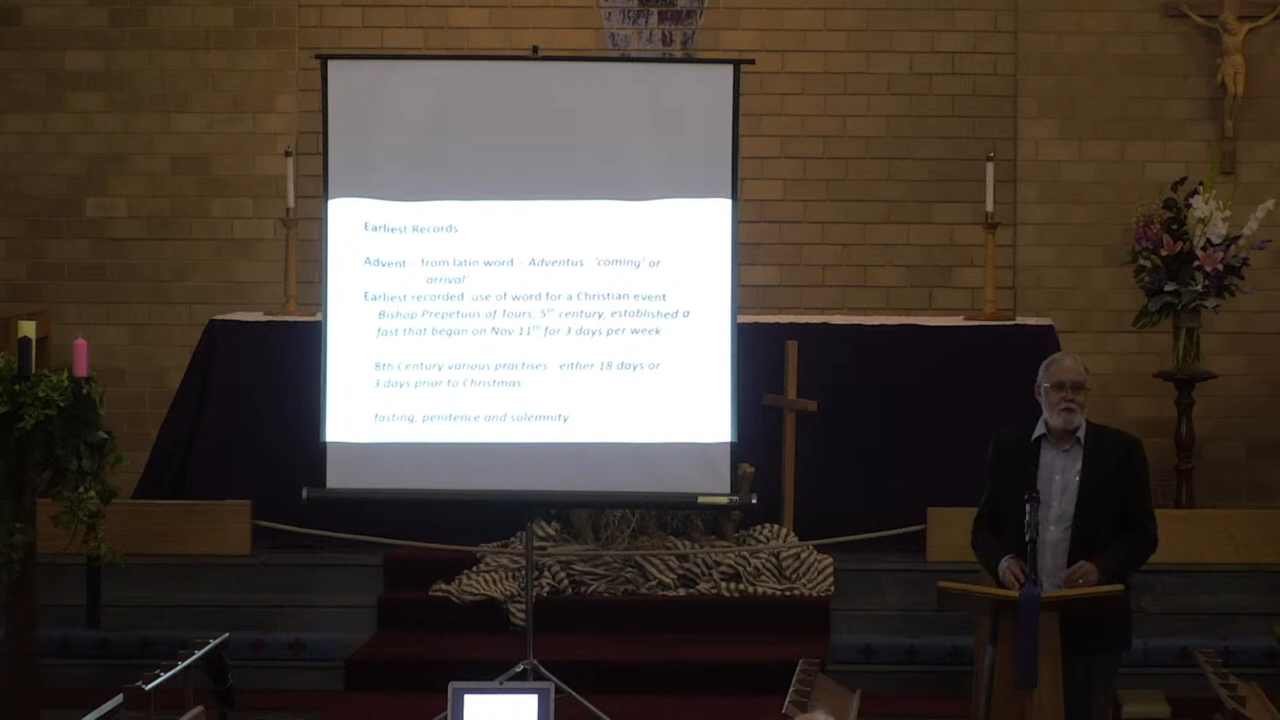 Earliest Records
Advent - from latin word - Adventus 'coming' or
'arrival'
Earliest recorded use of word for a Christian event
Bishop Prepetuus of Tours, 5th century, established a
fast that began on Nov 11th for 3 days per week
8th Century various practises - either 18 days or
3 days prior to Christmas
fasting, penitence and solemnity